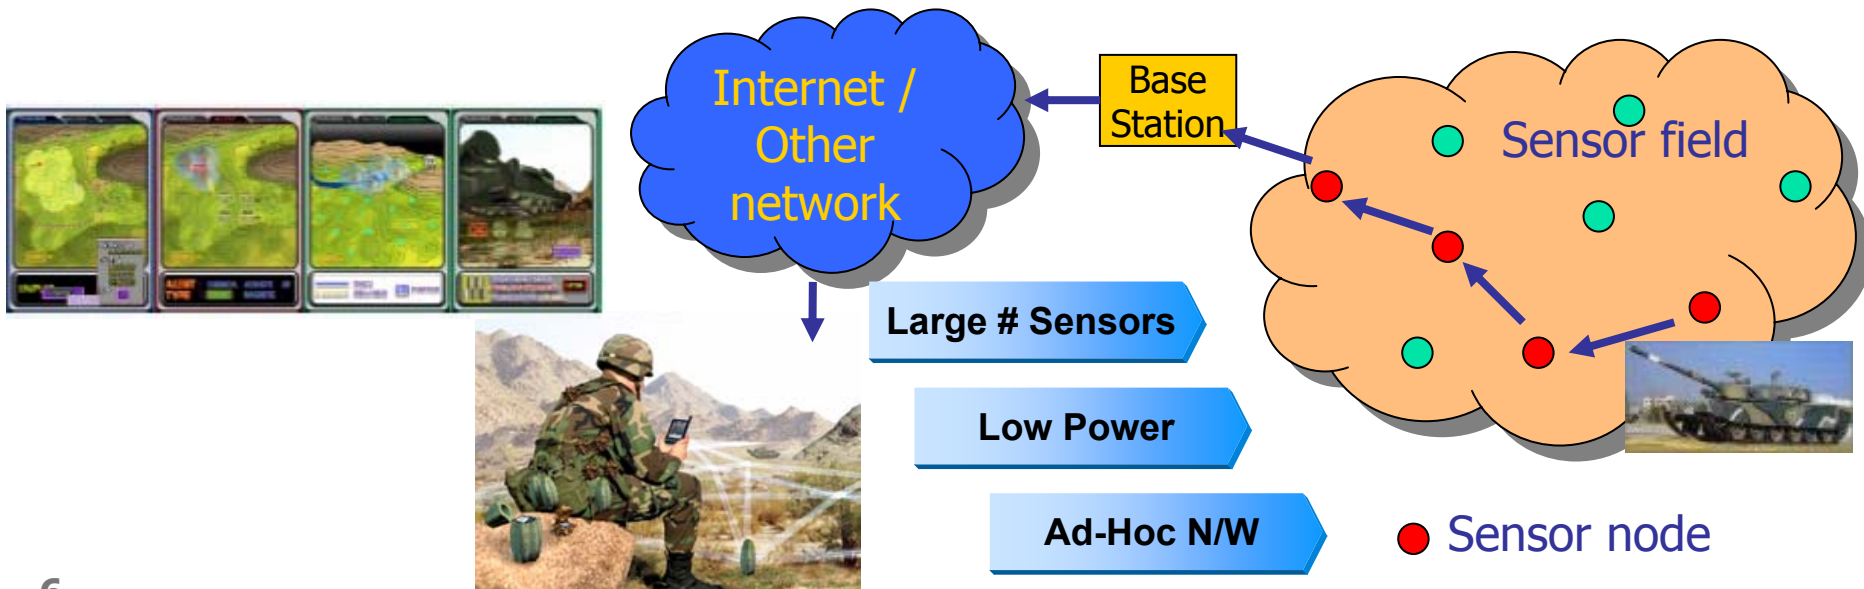 Internet /
Other
network
Base
Station
Sensor field
Large # Sensors
Low Power
Ad-Hoc N/W
Sensor node